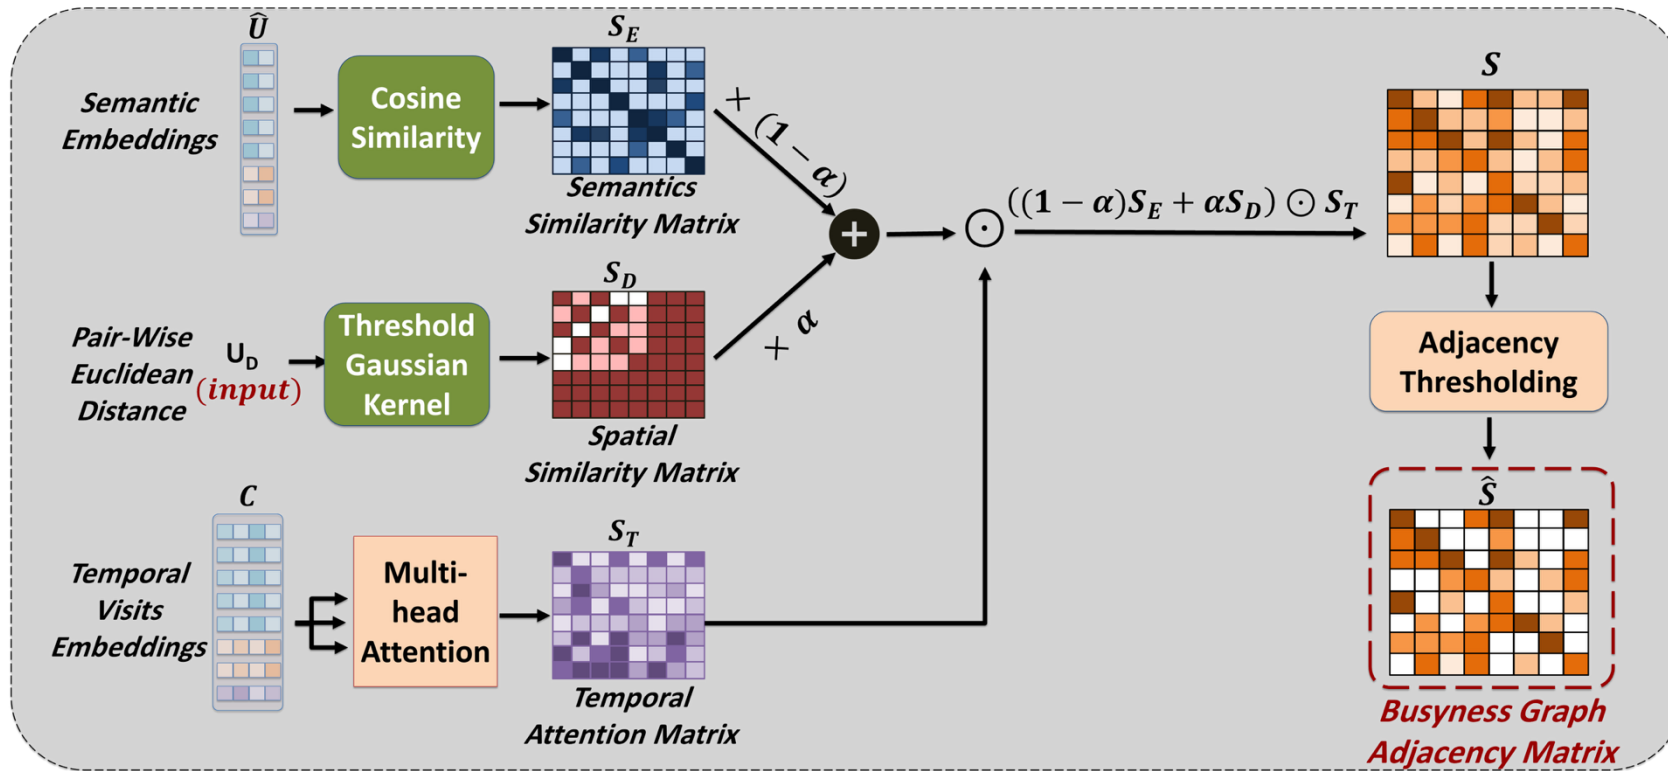 Û
Semantic
Embeddings
Cosine
Similarity
S_E
Semantics
Similarity Matrix
× (1 - α)
+
⊙
((1 - α)S_E + αS_D) ⊙ S_T
S
Pair-Wise
Euclidean
Distance
U_D
(input)
Threshold
Gaussian
Kernel
S_D
Spatial
Similarity Matrix
× α
Adjacency
Thresholding
C
Temporal
Visits
Embeddings
Multi-
head
Attention
S_T
Temporal
Attention Matrix
Ŝ
Busyness Graph
Adjacency Matrix